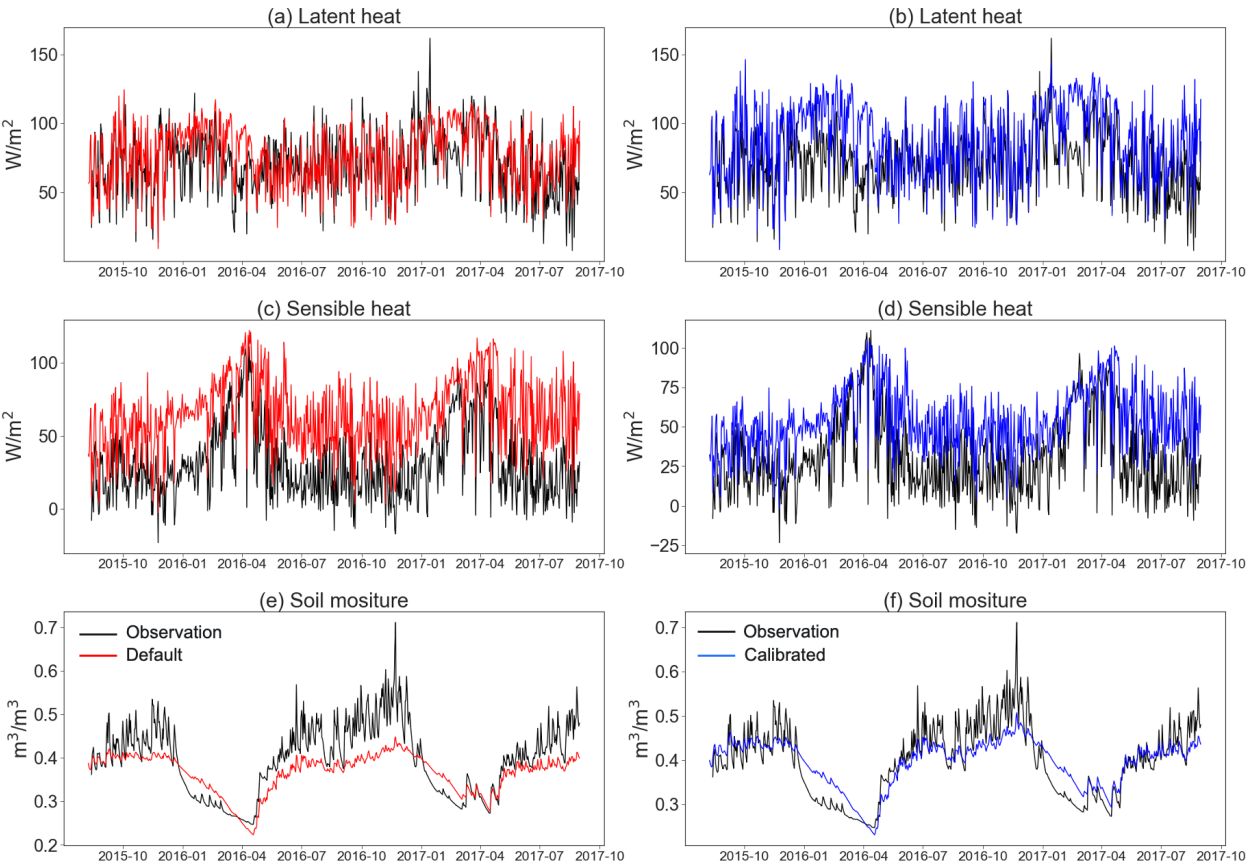 (a) Latent heat
(b) Latent heat
W/m2
150
100
50
2015-10 2016-01 2016-04 2016-07 2016-10 2017-01 2017-04 2017-07 2017-10
W/m2
150
100
50
2015-10 2016-01 2016-04 2016-07 2016-10 2017-01 2017-04 2017-07 2017-10
(c) Sensible heat
(d) Sensible heat
W/m2
100
50
0
2015-10 2016-01 2016-04 2016-07 2016-10 2017-01 2017-04 2017-07 2017-10
W/m2
100
75
50
25
0
−25
2015-10 2016-01 2016-04 2016-07 2016-10 2017-01 2017-04 2017-07 2017-10
(e) Soil mositure
(f) Soil mositure
m3/m3
0.7
0.6
0.5
0.4
0.3
0.2
Observation
Default
2015-10 2016-01 2016-04 2016-07 2016-10 2017-01 2017-04 2017-07 2017-10
m3/m3
0.7
0.6
0.5
0.4
0.3
Observation
Calibrated
2015-10 2016-01 2016-04 2016-07 2016-10 2017-01 2017-04 2017-07 2017-10